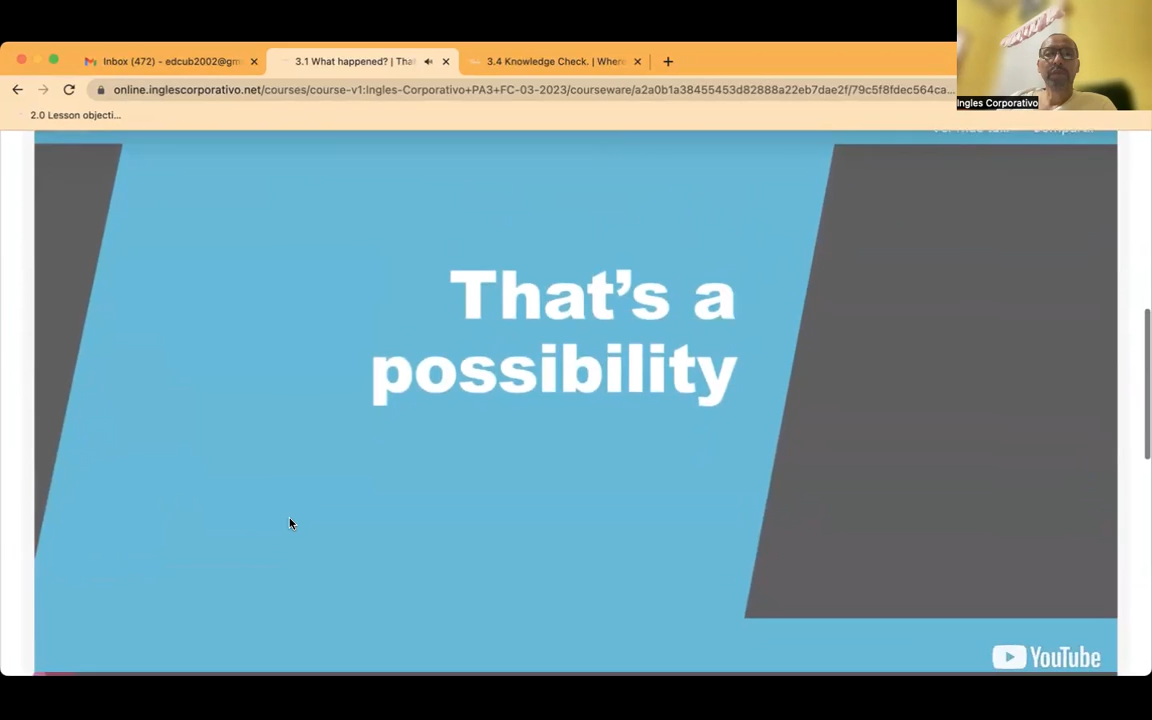 Inbox (472) - edcub2002@gm
3.1 What happened? | Tha
3.4 Knowledge Check. | Where
online.inglescorporativo.net/courses/course-v1:Ingles-Corporativo+PA3+FC-03-2023/courseware/a2a0b1a38455453d82888a22eb7dae2f/79c5f8fdec564ca...
Ingles Corporativo
2.0 Lesson objecti...
That's a
possibility
YouTube